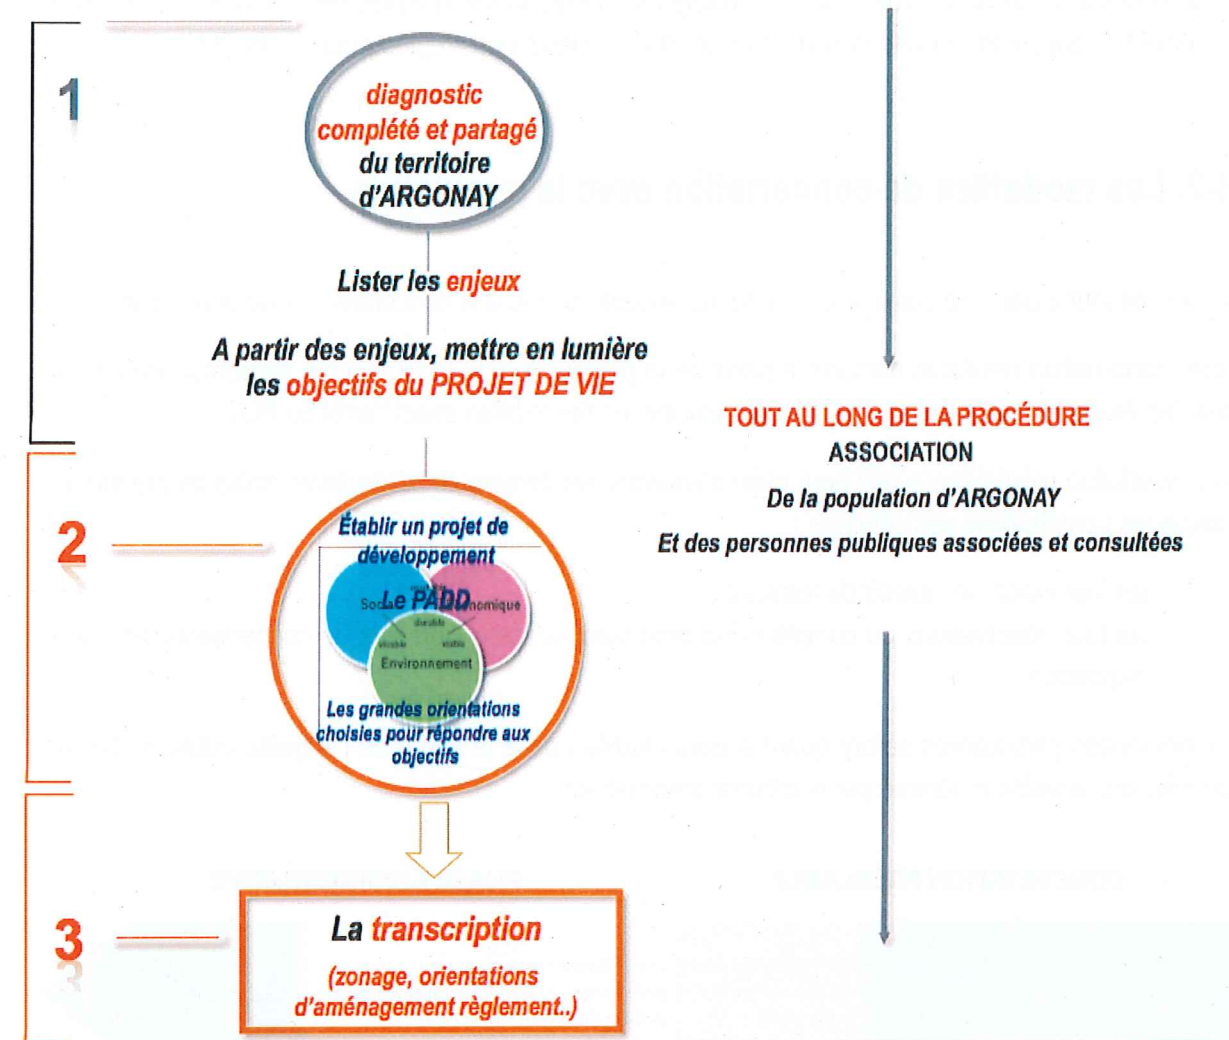 1
diagnostic
complété et partagé
du territoire
d'ARGONAY
Lister les enjeux
A partir des enjeux, mettre en lumière
les objectifs du PROJET DE VIE
TOUT AU LONG DE LA PROCÉDURE
ASSOCIATION
De la population d'ARGONAY
Et des personnes publiques associées et consultées
2
Établir un projet de
développement
Le PADD
Social
durable
vivable
viable
Environnement
Les grandes orientations
choisies pour répondre aux
objectifs
3
La transcription
(zonage, orientations
d'aménagement règlement..)